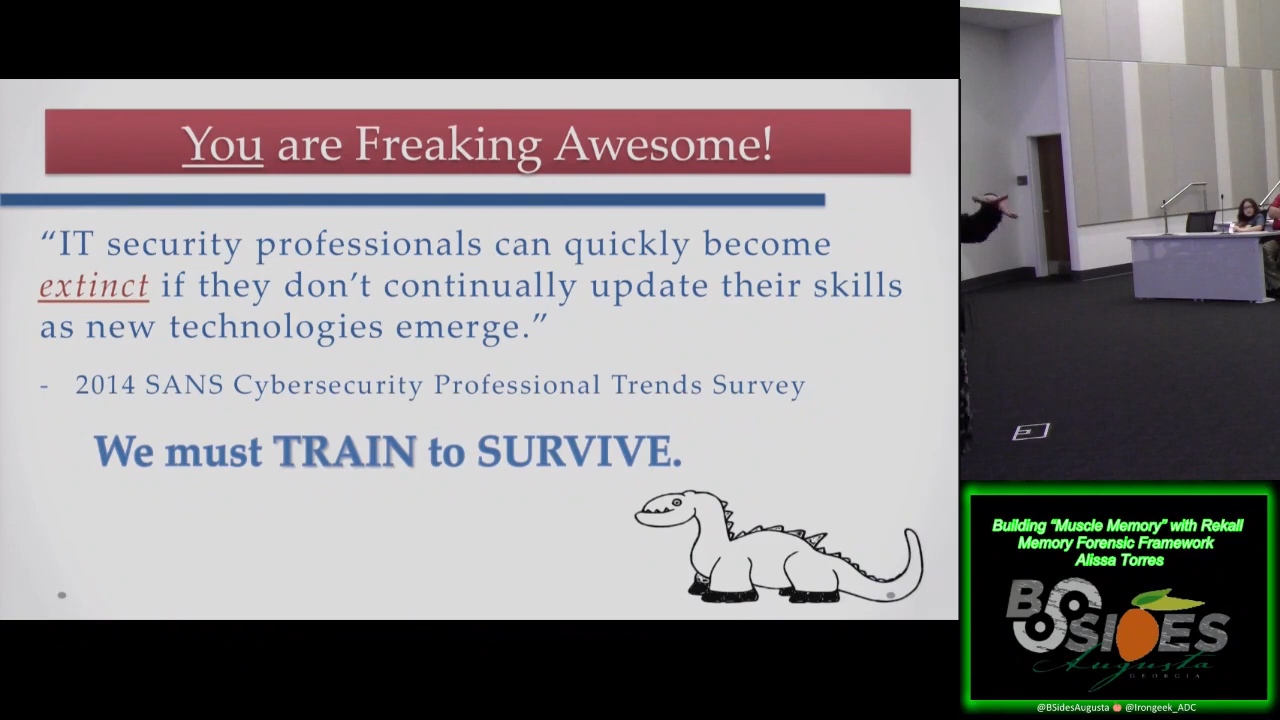 You are Freaking Awesome!
“IT security professionals can quickly become
extinct if they don’t continually update their skills
as new technologies emerge.”
- 2014 SANS Cybersecurity Professional Trends Survey
We must TRAIN to SURVIVE.
Building “Muscle Memory” with Rekall
Memory Forensic Framework
Alissa Torres
BSIDES
Augusta
GEORGIA
@BSidesAugusta @Irongeek_ADC